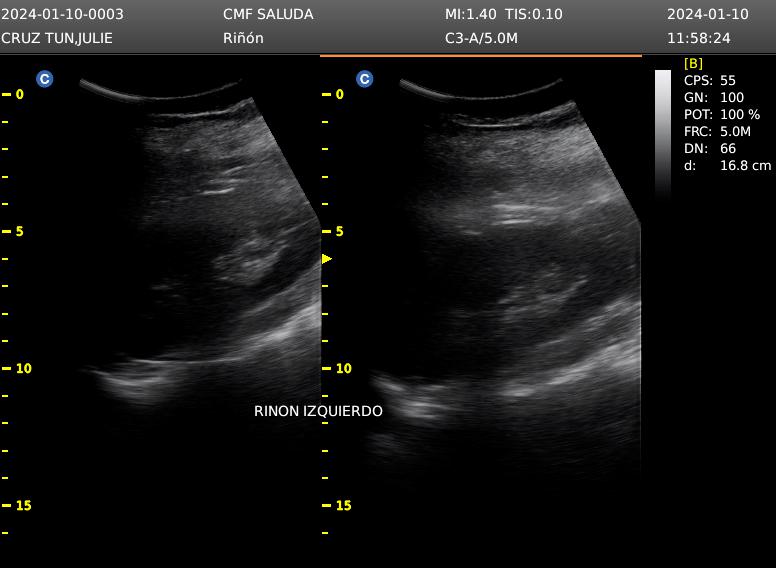 2024-01-10-0003 CMF SALUDA MI:1.40 TIS:0.10 2024-01-10
CRUZ TUN,JULIE Riñón C3-A/5.0M 11:58:24
[B]
CPS: 55
GN: 100
POT: 100 %
FRC: 5.0M
DN: 66
d: 16.8 cm
C
C
0
0
5
5
10
10
RINON IZQUIERDO
15
15